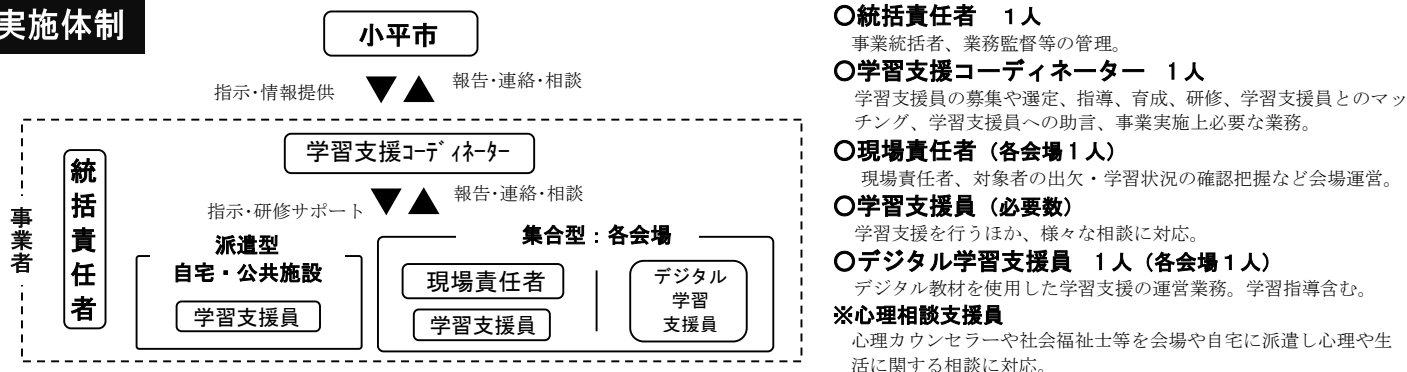 実施体制
小平市
指示・情報提供　▼▲　報告・連絡・相談
事業者
統括責任者
学習支援ｺｰﾃﾞｨﾈｰﾀｰ
指示・研修サポート　▼▲　報告・連絡・相談
派遣型
自宅・公共施設
学習支援員
集合型：各会場
現場責任者
学習支援員
デジタル
学習
支援員
〇統括責任者　1人
事業統括者、業務監督等の管理。
〇学習支援コーディネーター　1人
学習支援員の募集や選定、指導、育成、研修、学習支援員とのマッ
チング、学習支援員への助言、事業実施上必要な業務。
〇現場責任者（各会場1人）
現場責任者、対象者の出欠・学習状況の確認把握など会場運営。
〇学習支援員（必要数）
学習支援を行うほか、様々な相談に対応。
〇デジタル学習支援員　1人（各会場1人）
デジタル教材を使用した学習支援の運営業務。学習指導含む。
※心理相談支援員
心理カウンセラーや社会福祉士等を会場や自宅に派遣し心理や生
活に関する相談に対応。